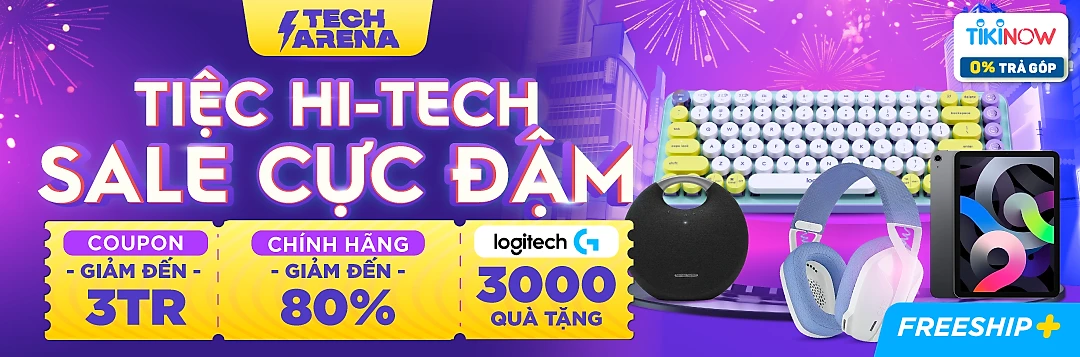 TECH
ARENA
TIKINOW
0% TRẢ GÓP
TIỆC HI-TECH
SALE CỰC ĐẬM
COUPON
- GIẢM ĐẾN -
3TR
CHÍNH HÃNG
- GIẢM ĐẾN -
80%
logitech G
3000
QUÀ TẶNG
FREESHIP+